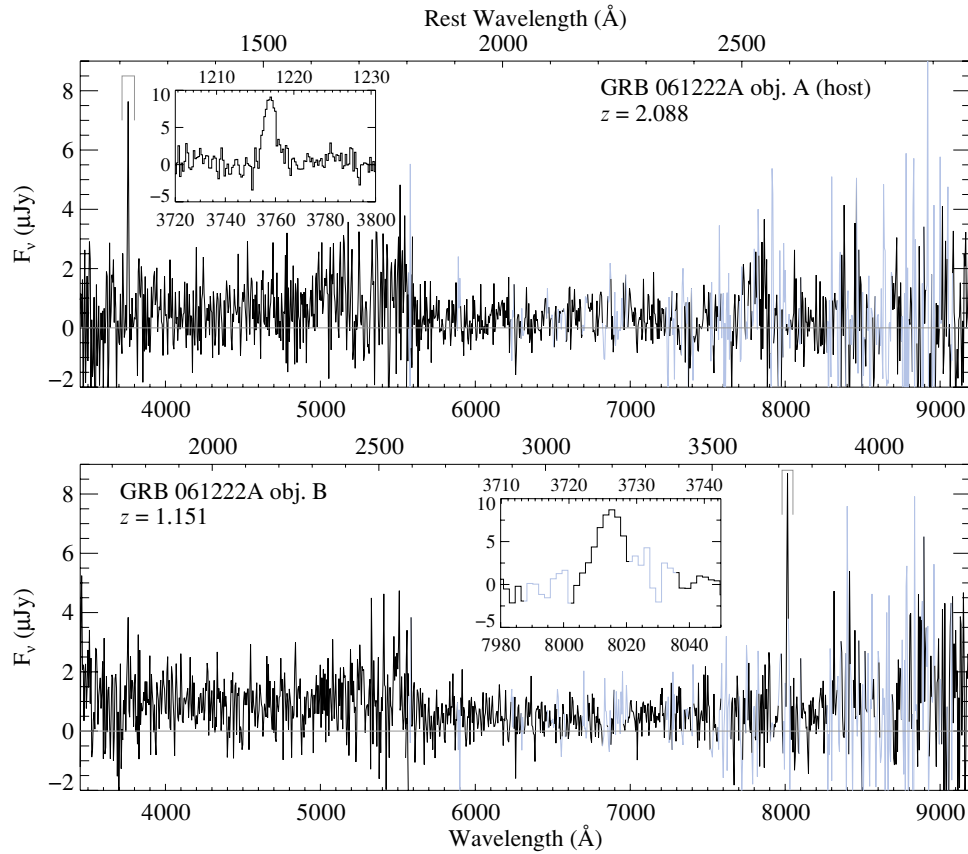 Rest Wavelength (Å)
1500 2000 2500
GRB 061222A obj. A (host)
z = 2.088
1210 1220 1230
10
5
0
−5
3720 3740 3760 3780 3800
8
6
4
2
0
−2
Fν (μJy)
4000 5000 6000 7000 8000 9000
2000 2500 3000 3500 4000
GRB 061222A obj. B
z = 1.151
3710 3720 3730 3740
10
5
0
−5
7980 8000 8020 8040
8
6
4
2
0
−2
Fν (μJy)
4000 5000 6000 7000 8000 9000
Wavelength (Å)